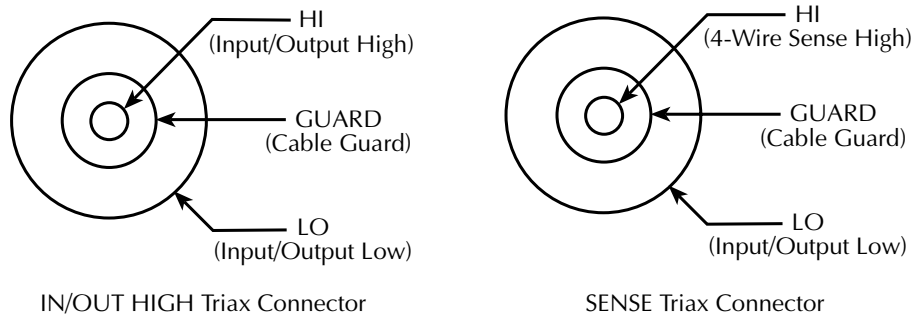 HI
(Input/Output High)
GUARD
(Cable Guard)
LO
(Input/Output Low)
IN/OUT HIGH Triax Connector
HI
(4-Wire Sense High)
GUARD
(Cable Guard)
LO
(Input/Output Low)
SENSE Triax Connector